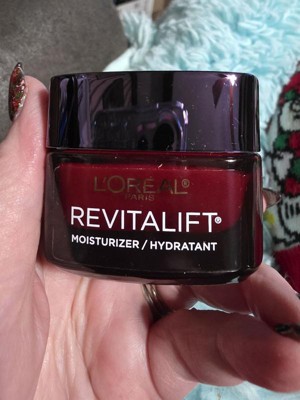 L'ORÉAL®
PARIS
REVITALIFT®
MOISTURIZER / HYDRATANT